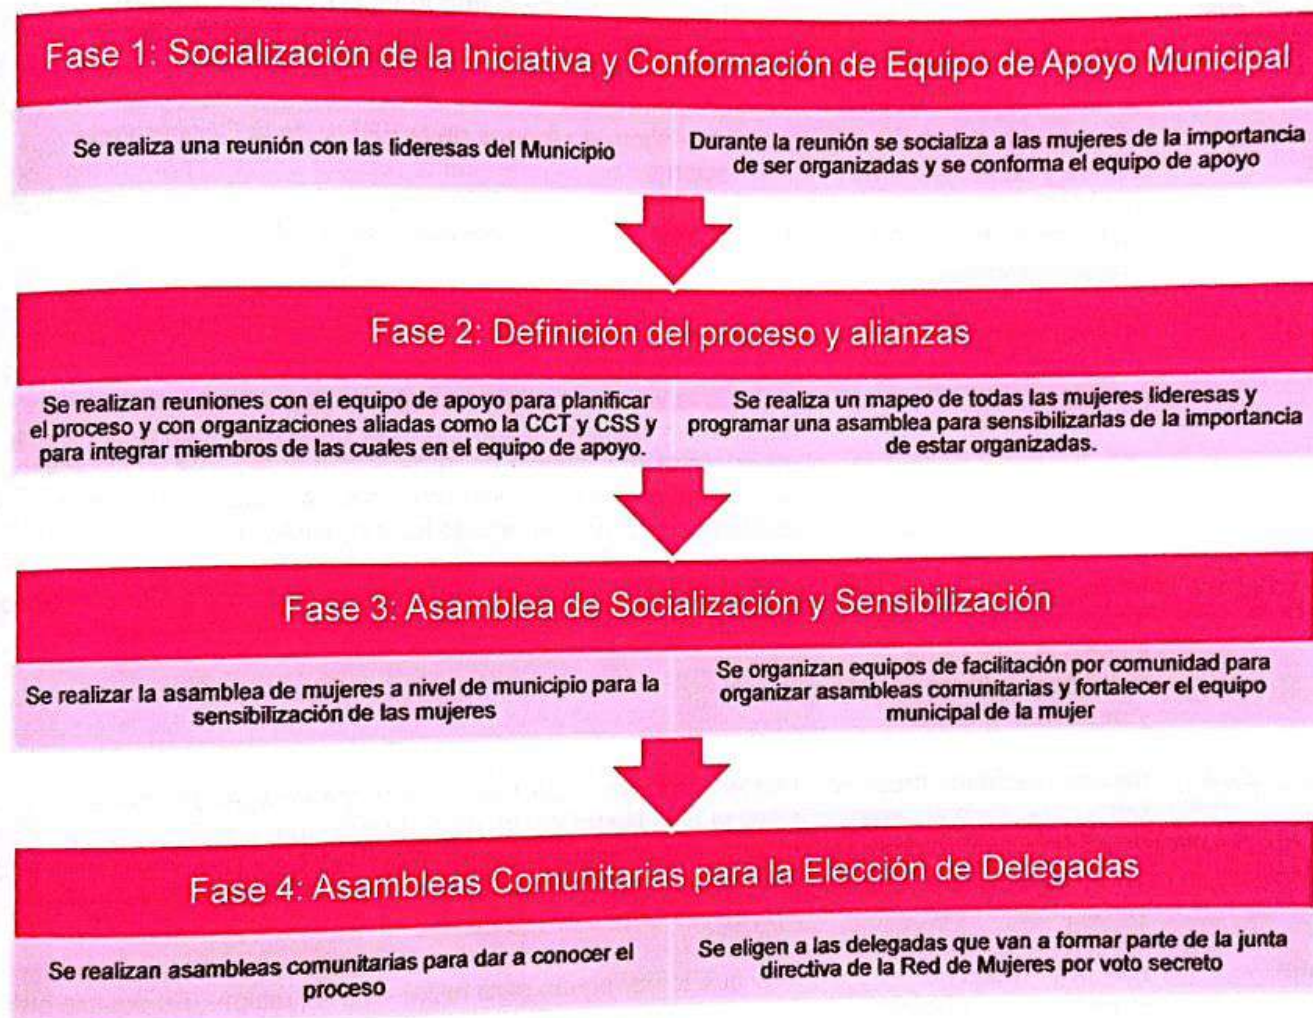 Fase 1: Socialización de la Iniciativa y Conformación de Equipo de Apoyo Municipal
Se realiza una reunión con las lideresas del Municipio
Durante la reunión se socializa a las mujeres de la importancia
de ser organizadas y se conforma el equipo de apoyo
Fase 2: Definición del proceso y alianzas
Se realizan reuniones con el equipo de apoyo para planificar
el proceso y con organizaciones aliadas como la CCT y CSS y
para integrar miembros de las cuales en el equipo de apoyo.
Se realiza un mapeo de todas las mujeres lideresas y
programar una asamblea para sensibilizarlas de la importancia
de estar organizadas.
Fase 3: Asamblea de Socialización y Sensibilización
Se realizar la asamblea de mujeres a nivel de municipio para la
sensibilización de las mujeres
Se organizan equipos de facilitación por comunidad para
organizar asambleas comunitarias y fortalecer el equipo
municipal de la mujer
Fase 4: Asambleas Comunitarias para la Elección de Delegadas
Se realizan asambleas comunitarias para dar a conocer el
proceso
Se eligen a las delegadas que van a formar parte de la junta
directiva de la Red de Mujeres por voto secreto